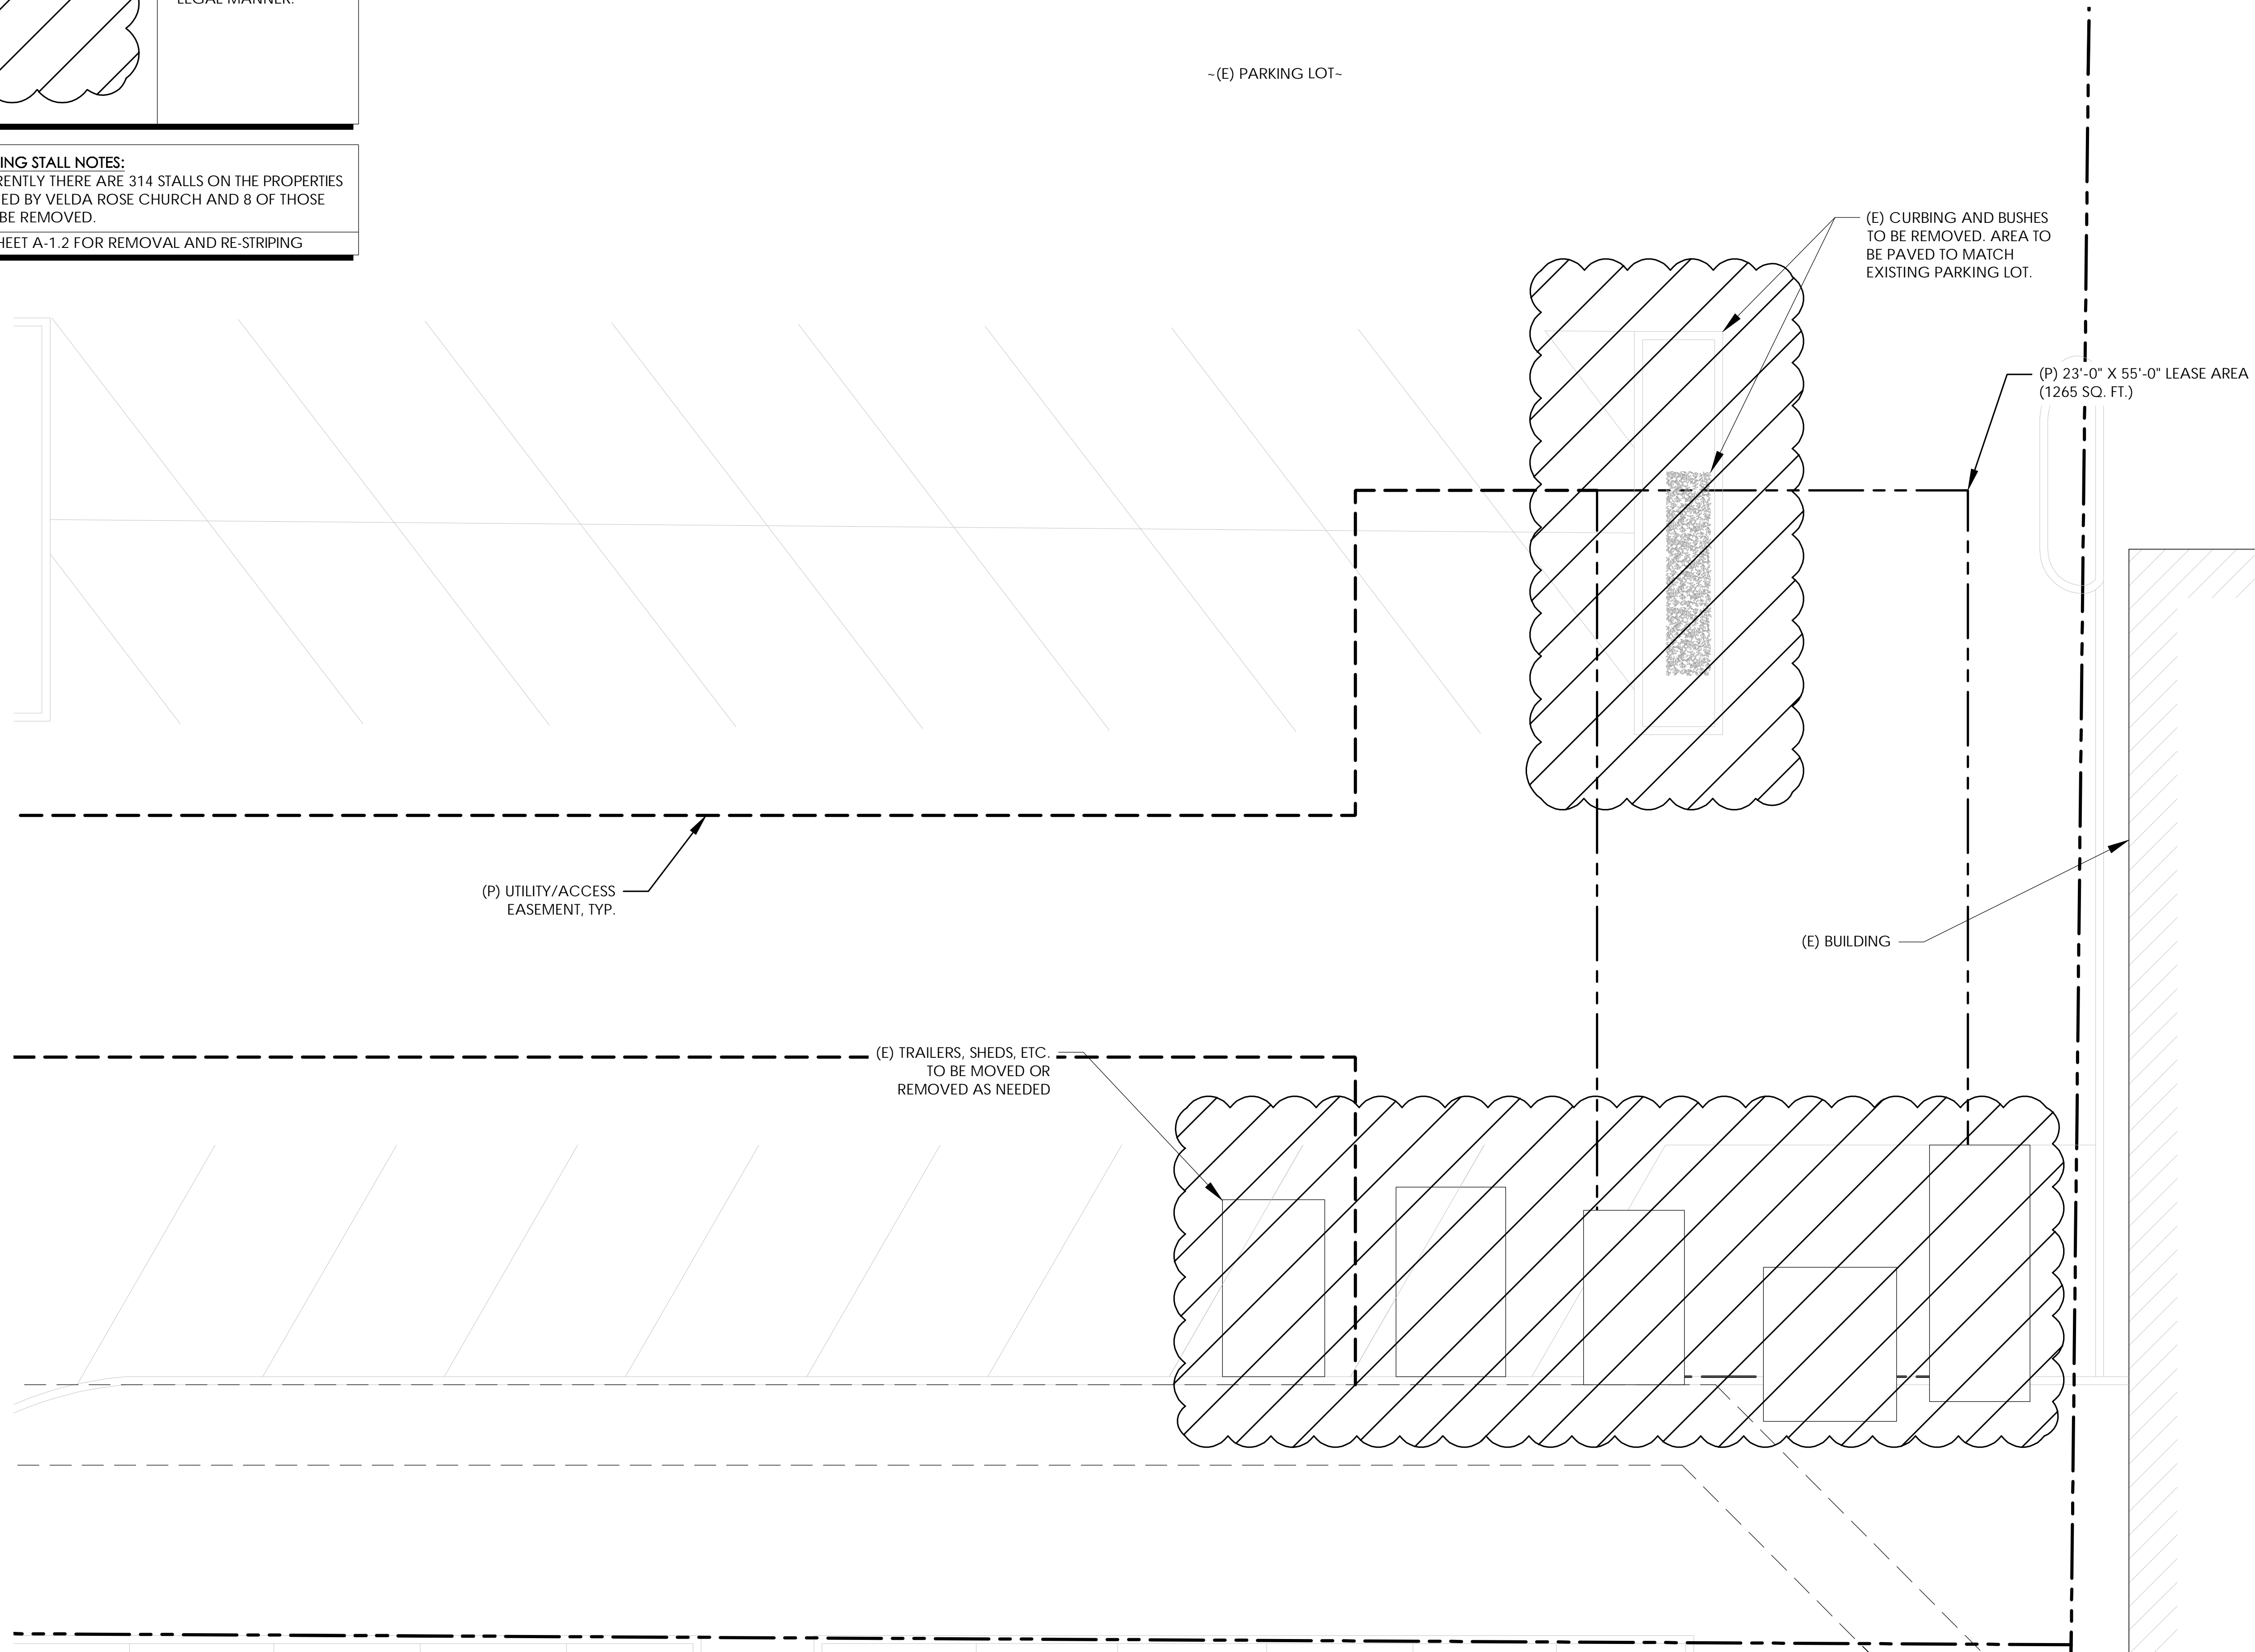 LEGAL MANNER.
~(E) PARKING LOT~
ING STALL NOTES:
RENTLY THERE ARE 314 STALLS ON THE PROPERTIES
ED BY VELDA ROSE CHURCH AND 8 OF THOSE
BE REMOVED.
HEET A-1.2 FOR REMOVAL AND RE-STRIPING
(E) CURBING AND BUSHES
TO BE REMOVED. AREA TO
BE PAVED TO MATCH
EXISTING PARKING LOT.
(P) 23'-0" X 55'-0" LEASE AREA
(1265 SQ. FT.)
(P) UTILITY/ACCESS
EASEMENT, TYP.
(E) BUILDING
(E) TRAILERS, SHEDS, ETC.
TO BE MOVED OR
REMOVED AS NEEDED